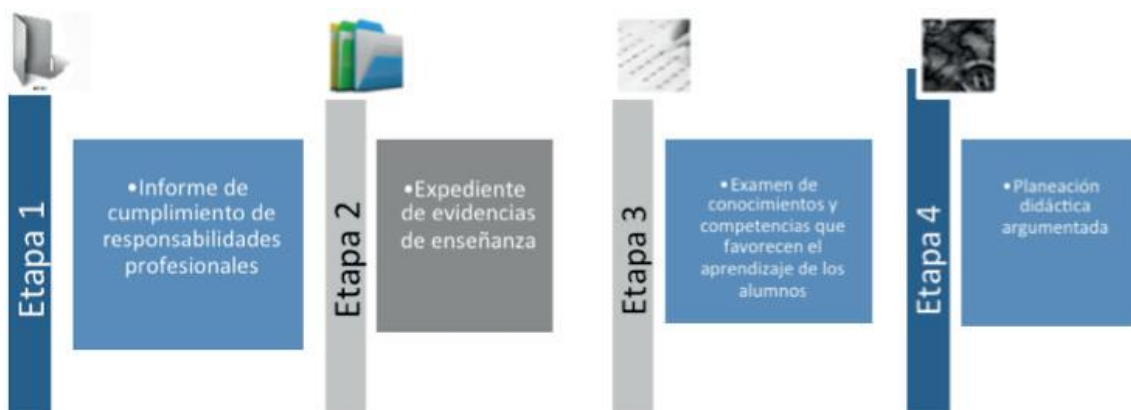 Etapa 1
•Informe de
cumplimiento de
responsabilidades
profesionales
Etapa 2
•Expediente
de evidencias
de enseñanza
Etapa 3
•Examen de
conocimientos y
competencias que
favorecen el
aprendizaje de los
alumnos
Etapa 4
•Planeación
didáctica
argumentada